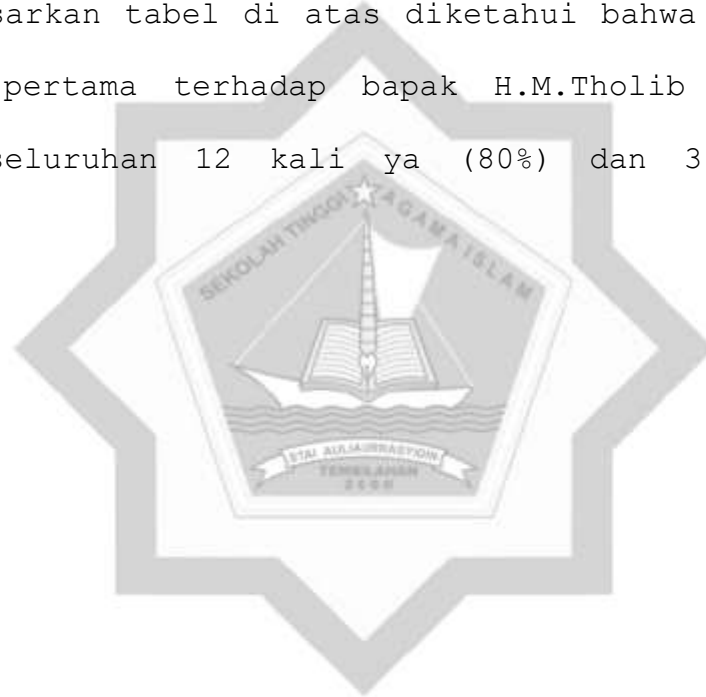 sarkan tabel di atas diketahui bahwa
pertama terhadap bapak H.M.Tholib
seluruhan 12 kali ya (80%) dan 3
SEKOLAH TINGGI AGAMA ISLAM
STAI AULIAURRASYIDIN
TEMBILAHAN